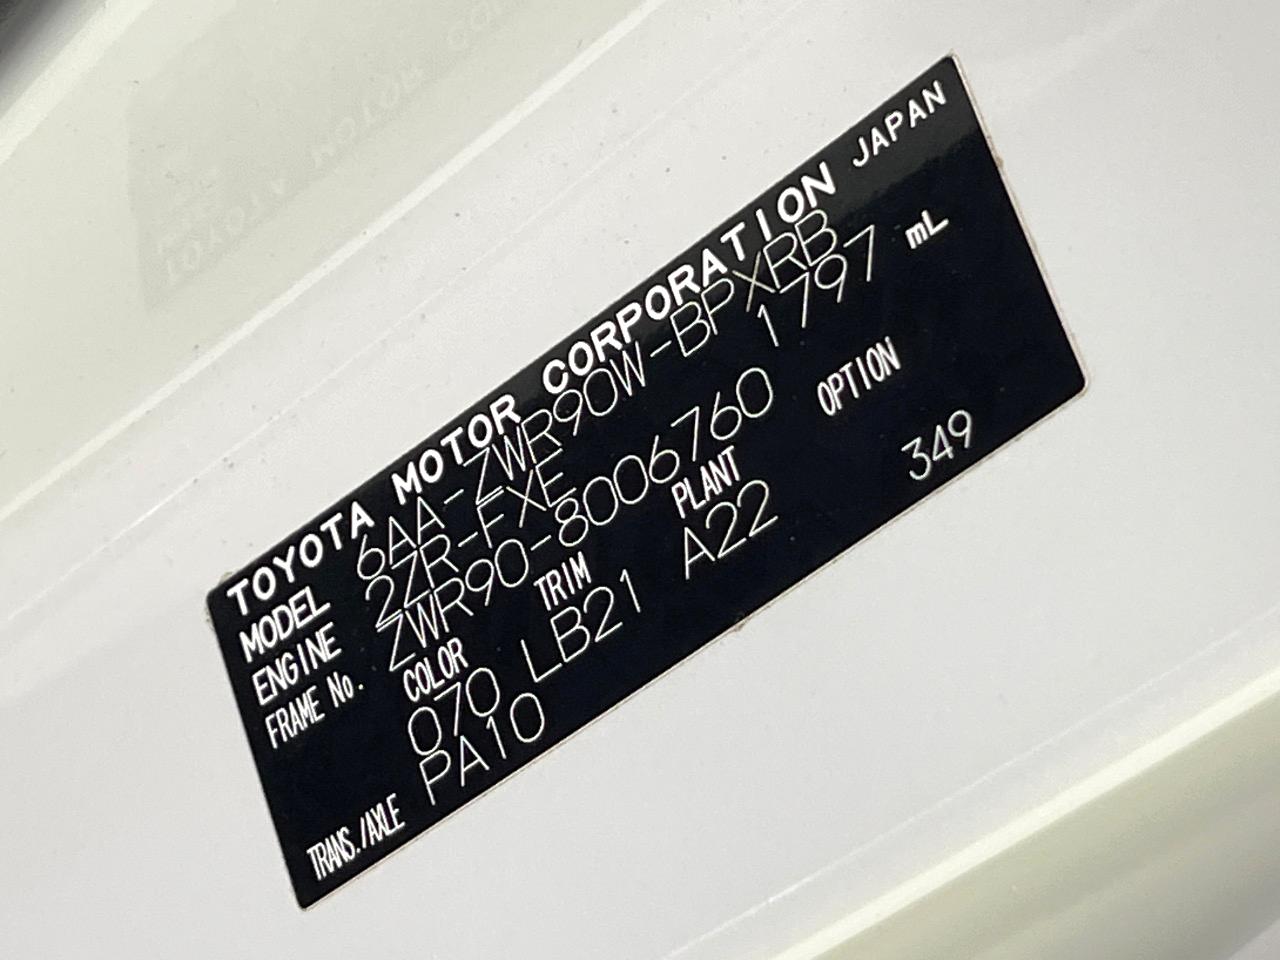 TOYOTA MOTOR CORPORATION JAPAN
MODEL 6AA-ZWR90W-BPXRB
ENGINE 2ZR-FXE 1797 mL
FRAME No. ZWR90-8006760
COLOR TRIM PLANT OPTION
070 LB21 A22 349
TRANS./AXLE PA10